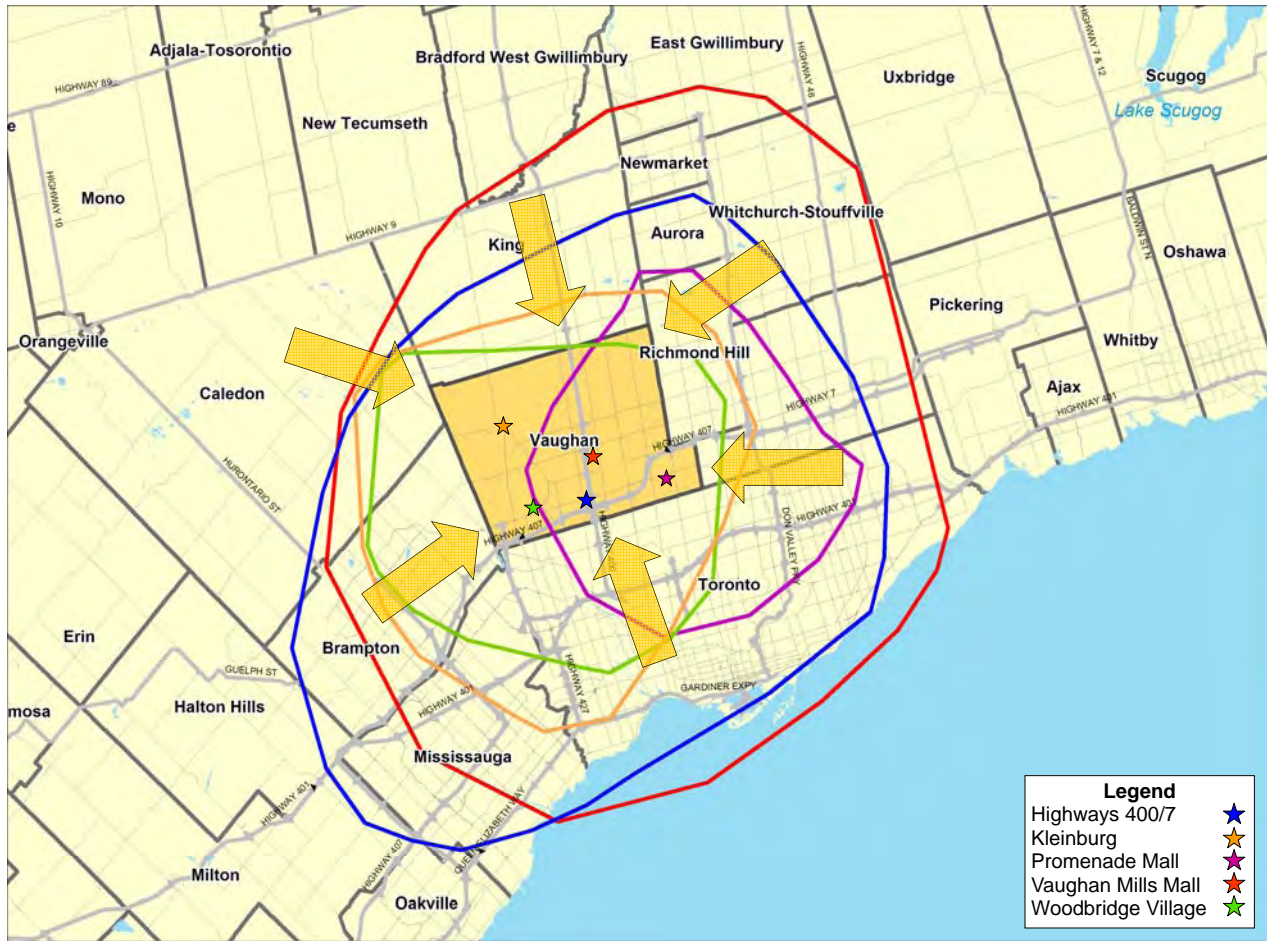 Adjala-Tosorontio
Bradford West Gwillimbury
East Gwillimbury
HIGHWAY 48
HIGHWAY 7 & 12
Uxbridge
Scugog
Lake Scugog
HIGHWAY 89
e
New Tecumseth
Newmarket
Mono
HIGHWAY 10
HIGHWAY 9
King
Aurora
Whitchurch-Stouffville
BALDWIN ST N.
Oshawa
Pickering
Whitby
Orangeville
Richmond Hill
Caledon
Ajax
HIGHWAY 401
HIGHWAY 7
Vaughan
HIGHWAY 407
HURONTARIO ST
HIGHWAY 407
HIGHWAY 400
HIGHWAY 401
DON VALLEY PKY
Toronto
Erin
Brampton
GUELPH ST
HIGHWAY 401
HIGHWAY 427
GARDINER EXPY
mosa
Halton Hills
Mississauga
HIGHWAY 401
HIGHWAY 407
QUEEN ELIZABETH WAY
Milton
Oakville
Legend
Highways 400/7
Kleinburg
Promenade Mall
Vaughan Mills Mall
Woodbridge Village